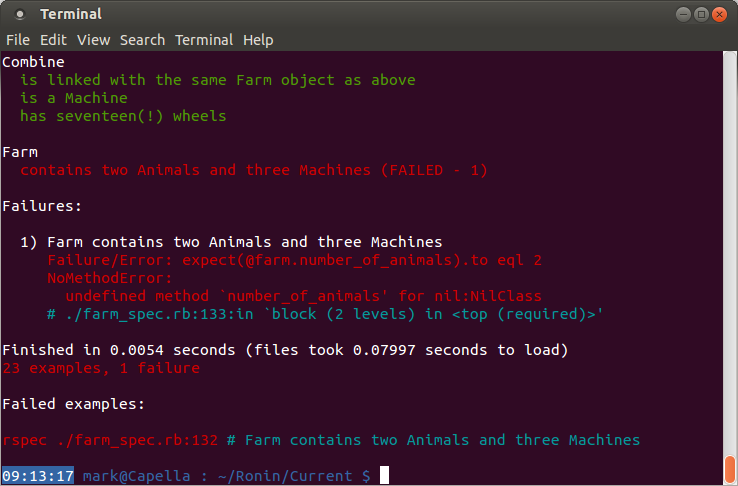 Terminal
File Edit View Search Terminal Help
Combine
is linked with the same Farm object as above
is a Machine
has seventeen(!) wheels
Farm
contains two Animals and three Machines (FAILED - 1)
Failures:
1) Farm contains two Animals and three Machines
Failure/Error: expect(@farm.number_of_animals).to eql 2
NoMethodError:
undefined method `number_of_animals' for nil:NilClass
# ./farm_spec.rb:133:in `block (2 levels) in <top (required)>'
Finished in 0.0054 seconds (files took 0.07997 seconds to load)
23 examples, 1 failure
Failed examples:
rspec ./farm_spec.rb:132 # Farm contains two Animals and three Machines
09:13:17 mark@Capella : ~/Ronin/Current $